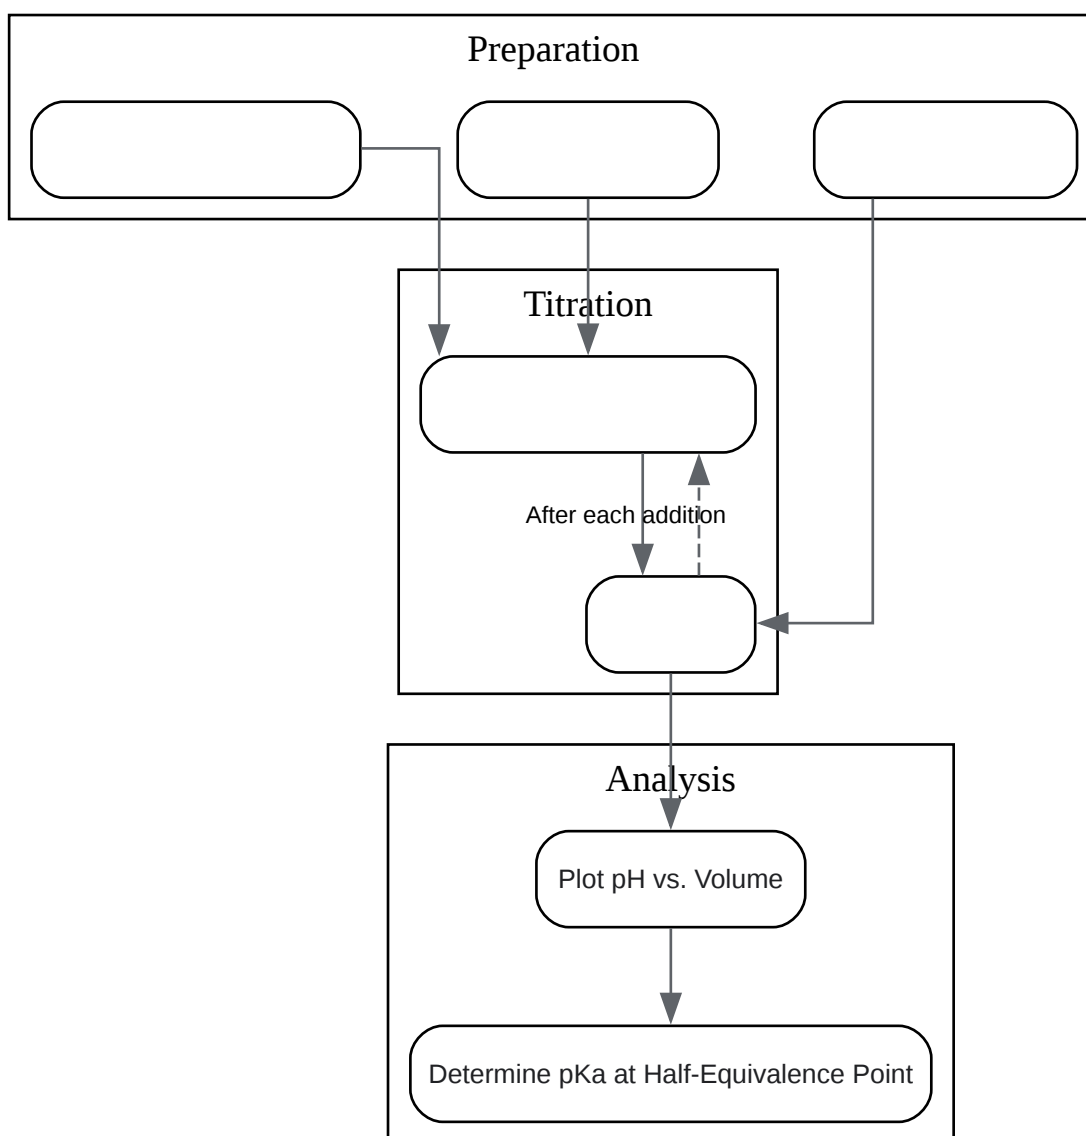 Preparation
Titration
After each addition
Analysis
Plot pH vs. Volume
Determine pKa at Half-Equivalence Point